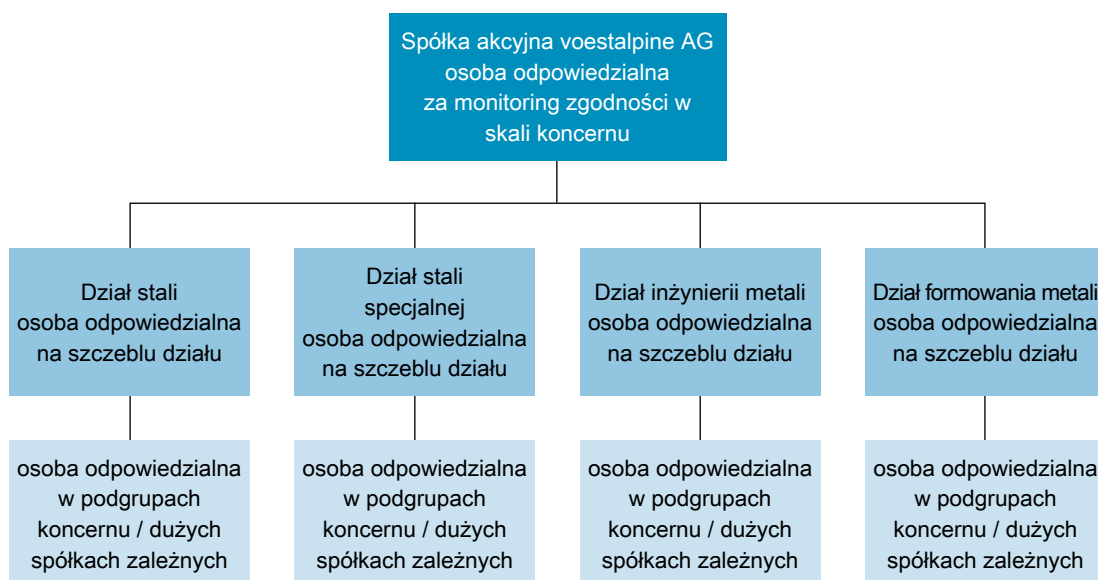 Spółka akcyjna voestalpine AG
osoba odpowiedzialna
za monitoring zgodności w
skali koncernu
Dział stali
osoba odpowiedzialna
na szczeblu działu
Dział stali
specjalnej
osoba odpowiedzialna
na szczeblu działu
Dział inżynierii metali
osoba odpowiedzialna
na szczeblu działu
Dział formowania metali
osoba odpowiedzialna
na szczeblu działu
osoba odpowiedzialna
w podgrupach
koncernu / dużych
spółkach zależnych
osoba odpowiedzialna
w podgrupach
koncernu / dużych
spółkach zależnych
osoba odpowiedzialna
w podgrupach
koncernu / dużych
spółkach zależnych
osoba odpowiedzialna
w podgrupach
koncernu / dużych
spółkach zależnych